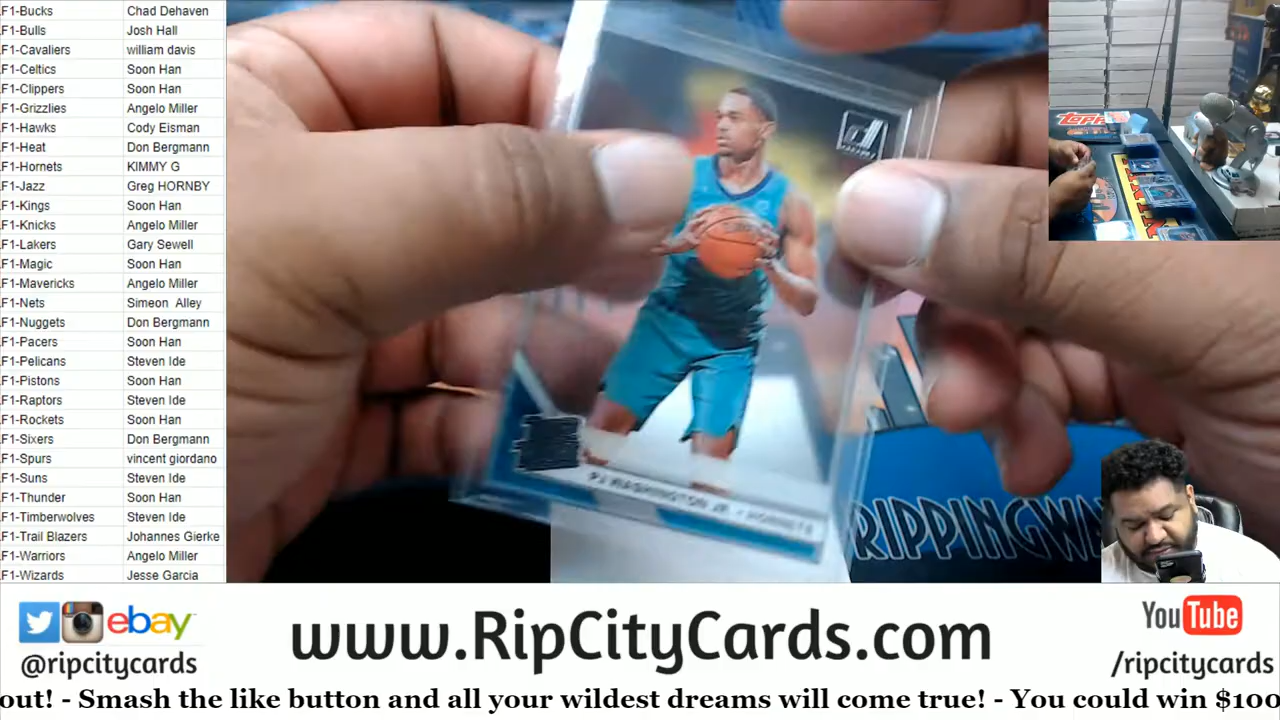 F1-Bucks Chad Dehaven
F1-Bulls Josh Hall
F1-Cavaliers william davis
F1-Celtics Soon Han
F1-Clippers Soon Han
F1-Grizzlies Angelo Miller
F1-Hawks Cody Eisman
F1-Heat Don Bergmann
F1-Hornets KIMMY G
F1-Jazz Greg HORNBY
F1-Kings Soon Han
F1-Knicks Angelo Miller
F1-Lakers Gary Sewell
F1-Magic Soon Han
F1-Mavericks Angelo Miller
F1-Nets Simeon Alley
F1-Nuggets Don Bergmann
F1-Pacers Soon Han
F1-Pelicans Steven Ide
F1-Pistons Soon Han
F1-Raptors Steven Ide
F1-Rockets Soon Han
F1-Sixers Don Bergmann
F1-Spurs vincent giordano
F1-Suns Steven Ide
F1-Thunder Soon Han
F1-Timberwolves Steven Ide
F1-Trail Blazers Johannes Gierke
F1-Warriors Angelo Miller
F1-Wizards Jesse Garcia
TOPPS
PJ WASHINGTON JR. • HORNETS
RIPPINGWA
ebay
@ripcitycards
www.RipCityCards.com
YouTube
/ripcitycards
out! - Smash the like button and all your wildest dreams will come true! - You could win $100